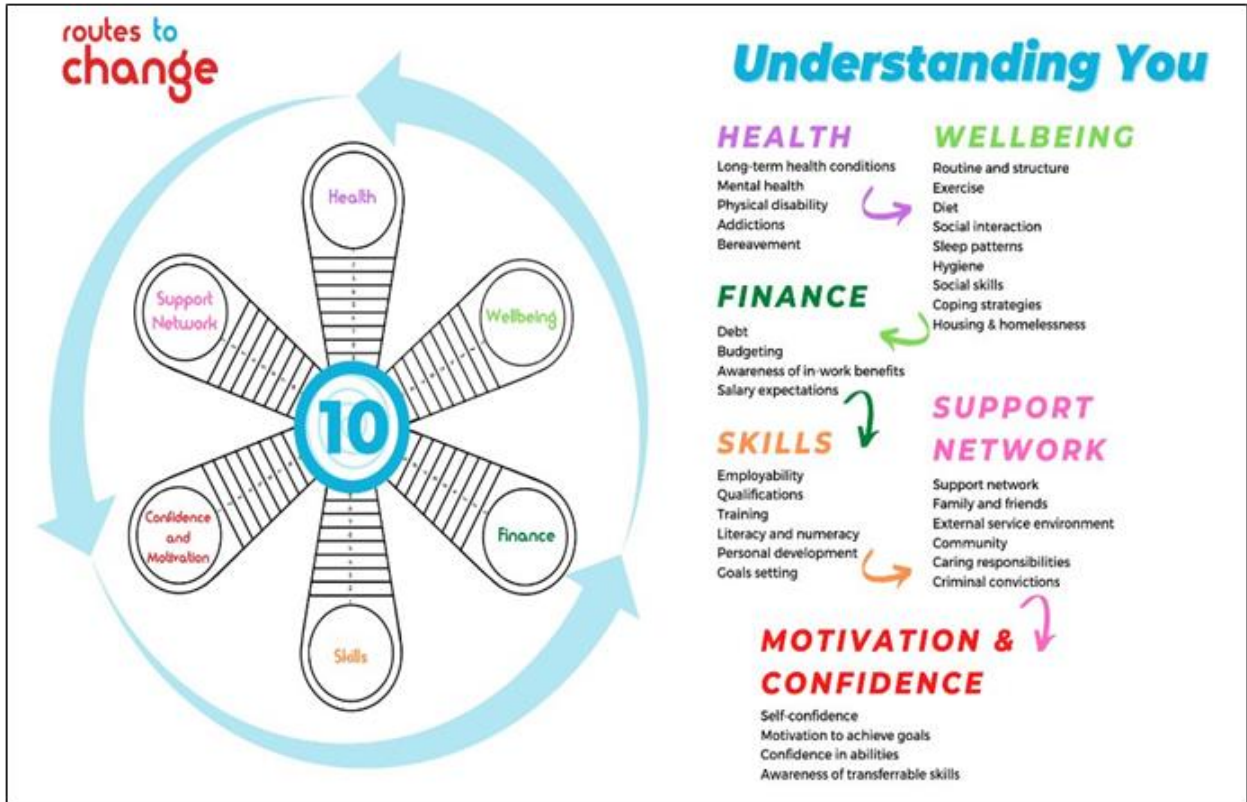 routes to
change
Health
Support
Network
Wellbeing
10
Confidence
and
Motivation
Finance
Skills
Understanding You
HEALTH
Long-term health conditions
Mental health
Physical disability
Addictions
Bereavement
WELLBEING
Routine and structure
Exercise
Diet
Social interaction
Sleep patterns
Hygiene
Social skills
Coping strategies
Housing & homelessness
FINANCE
Debt
Budgeting
Awareness of in-work benefits
Salary expectations
SKILLS
Employability
Qualifications
Training
Literacy and numeracy
Personal development
Goals setting
SUPPORT
NETWORK
Support network
Family and friends
External service environment
Community
Caring responsibilities
Criminal convictions
MOTIVATION &
CONFIDENCE
Self-confidence
Motivation to achieve goals
Confidence in abilities
Awareness of transferrable skills